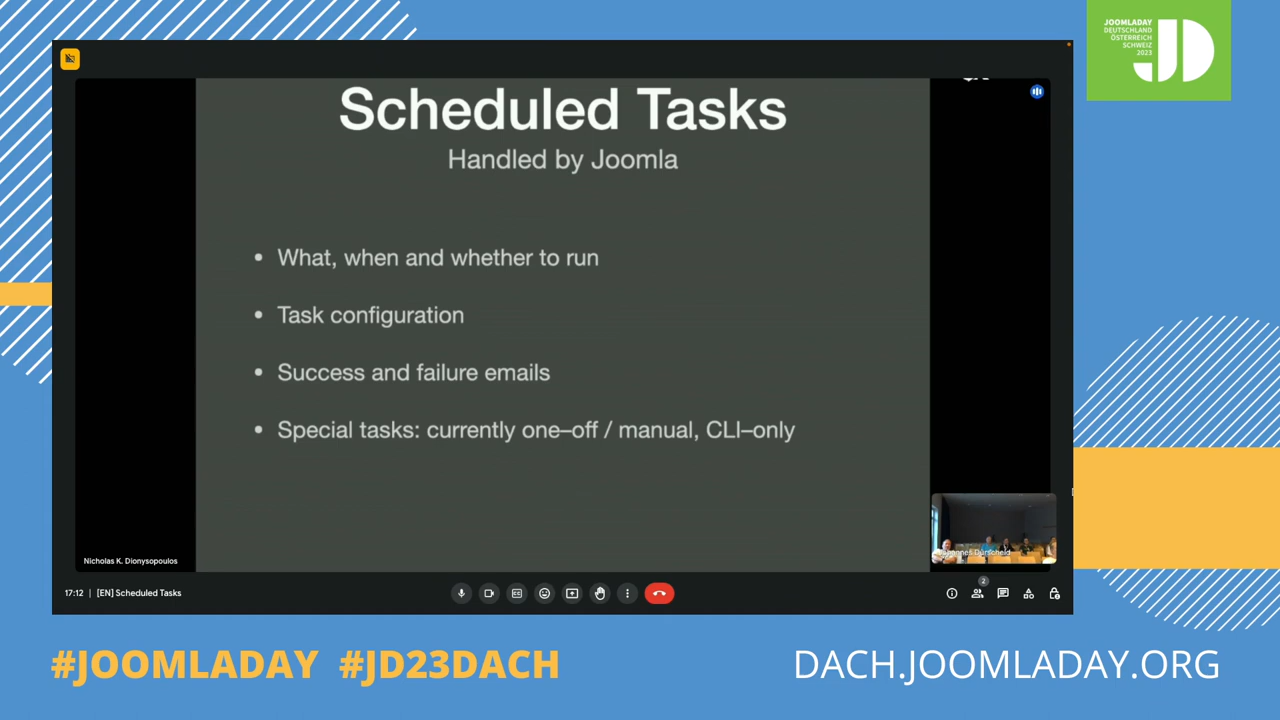 JOOMLADAY
DEUTSCHLAND
ÖSTERREICH
SCHWEIZ
2023
JD
Scheduled Tasks
Handled by Joomla
• What, when and whether to run
• Task configuration
• Success and failure emails
• Special tasks: currently one–off / manual, CLI–only
Nicholas K. Dionysopoulos
17:12 | [EN] Scheduled Tasks
2
#JOOMLADAY #JD23DACH
DACH.JOOMLADAY.ORG